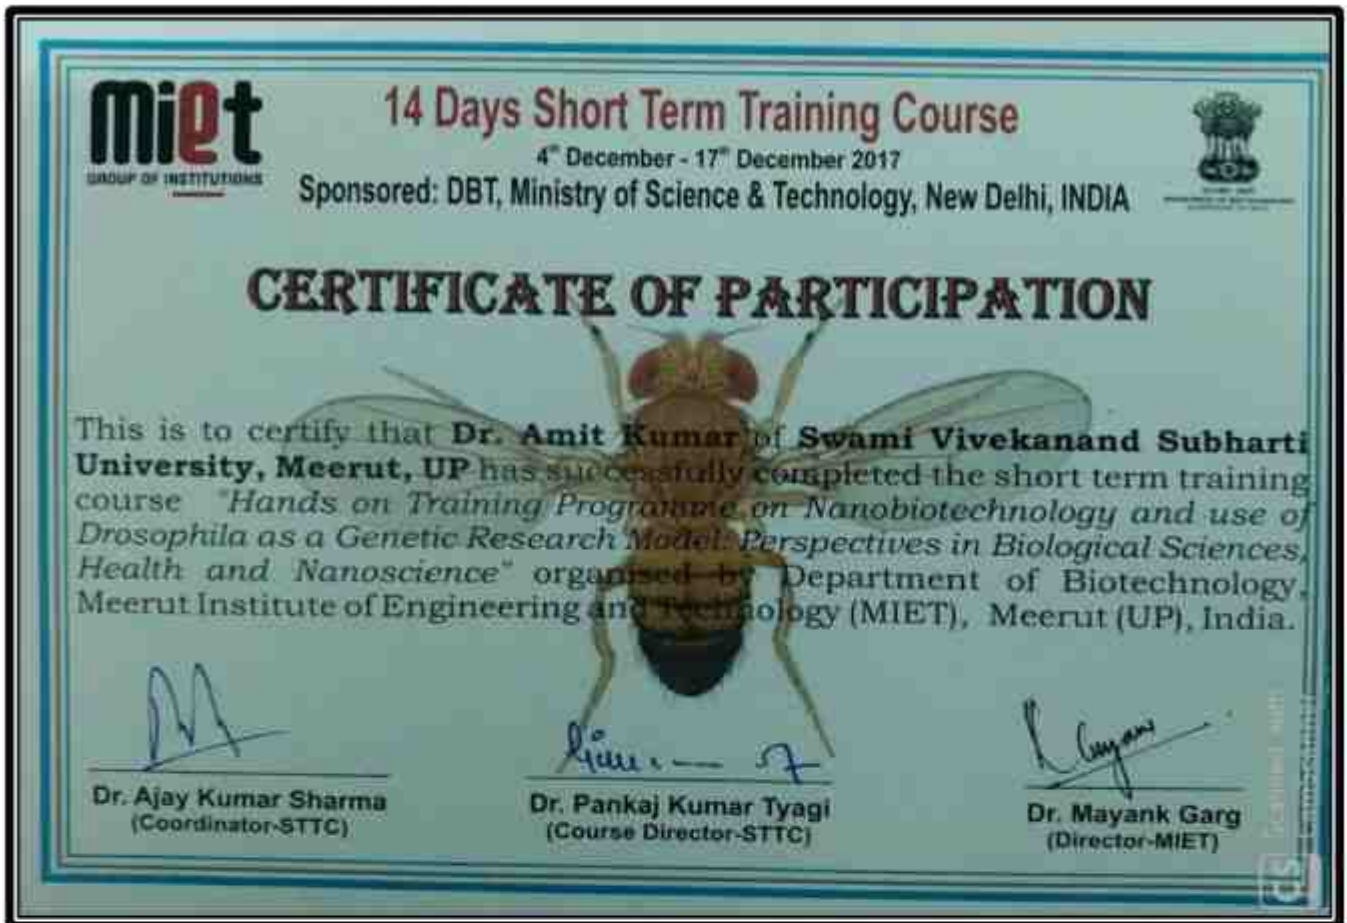 miet
GROUP OF INSTITUTIONS
14 Days Short Term Training Course
4th December - 17th December 2017
Sponsored: DBT, Ministry of Science & Technology, New Delhi, INDIA
CERTIFICATE OF PARTICIPATION
This is to certify that Dr. Amit Kumar of Swami Vivekanand Subharti
University, Meerut, UP has successfully completed the short term training
course "Hands on Training Programme on Nanobiotechnology and use of
Drosophila as a Genetic Research Model: Perspectives in Biological Sciences,
Health and Nanoscience" organised by Department of Biotechnology,
Meerut Institute of Engineering and Technology (MIET), Meerut (UP), India.
Dr. Ajay Kumar Sharma
(Coordinator-STTC)
Dr. Pankaj Kumar Tyagi
(Course Director-STTC)
Dr. Mayank Garg
(Director-MIET)
Scanned with
CS